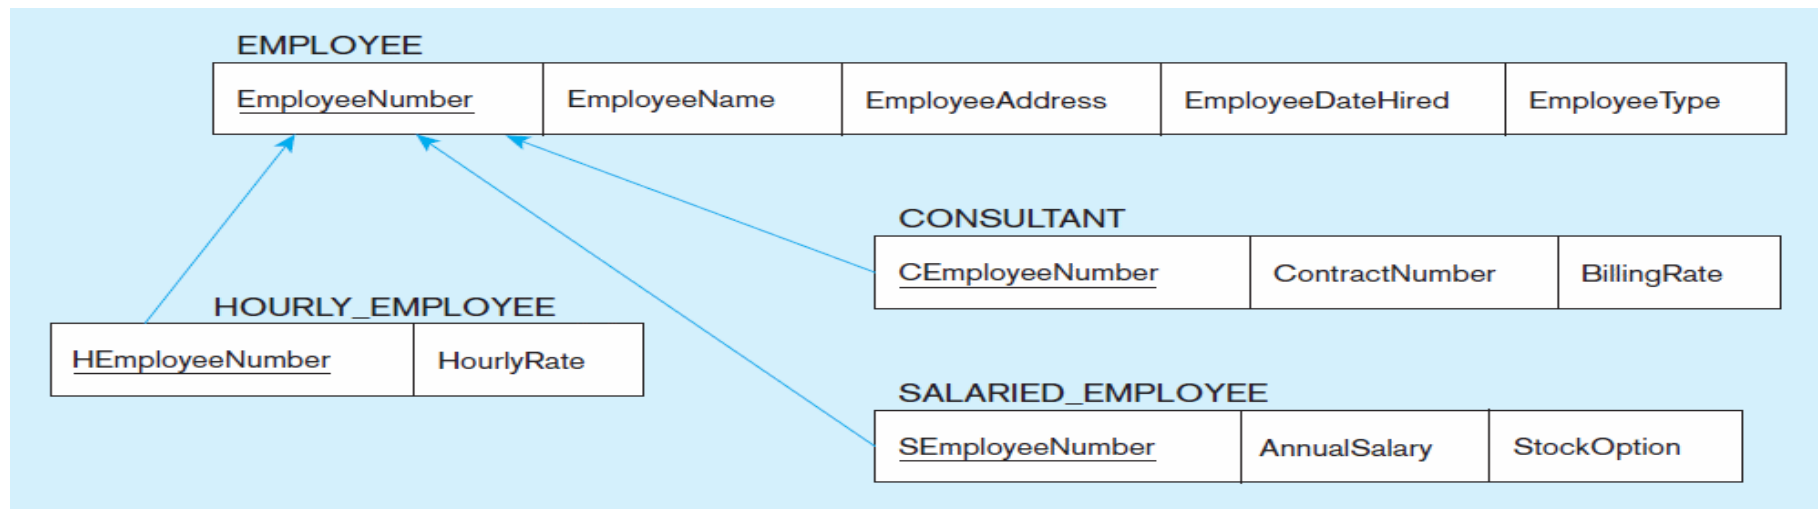 EMPLOYEE
EmployeeNumber EmployeeName EmployeeAddress EmployeeDateHired EmployeeType
CONSULTANT
CEmployeeNumber ContractNumber BillingRate
HOURLY_EMPLOYEE
HEmployeeNumber HourlyRate
SALARIED_EMPLOYEE
SEmployeeNumber AnnualSalary StockOption